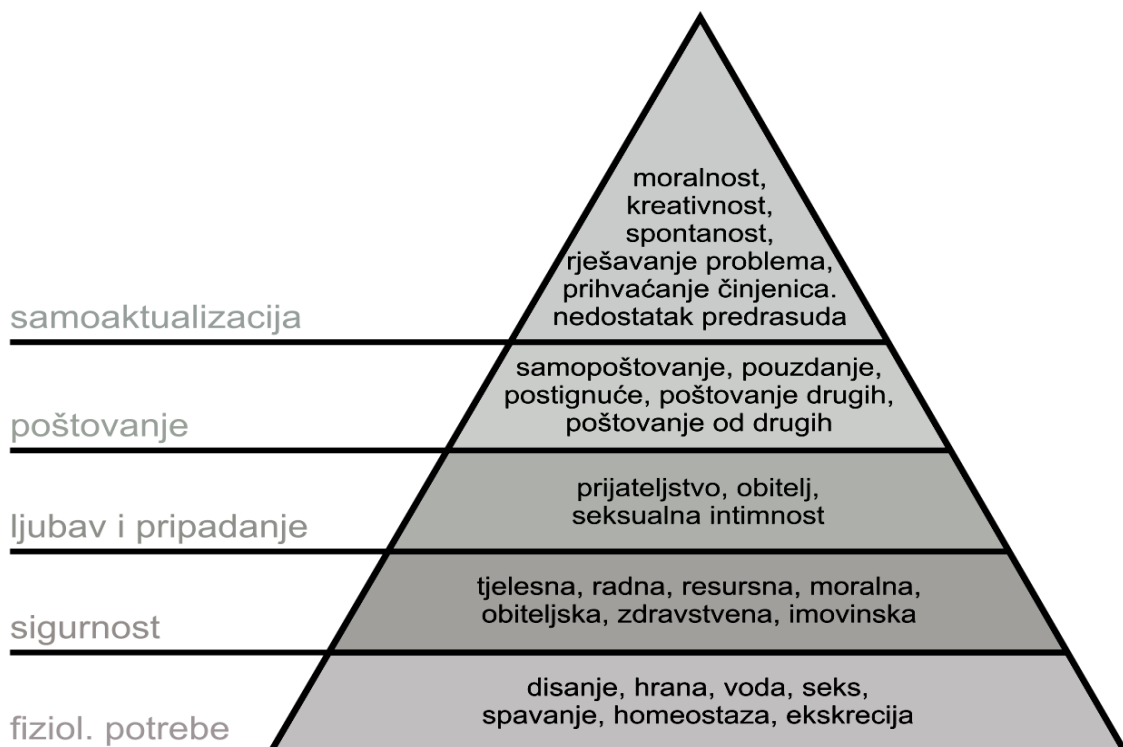 moralnost,
kreativnost,
spontanost,
rješavanje problema,
prihvaćanje činjenica.
nedostatak predrasuda
samoaktualizacija
samopoštovanje, pouzdanje,
postignuće, poštovanje drugih,
poštovanje od drugih
poštovanje
prijateljstvo, obitelj,
seksualna intimnost
ljubav i pripadanje
tjelesna, radna, resursna, moralna,
obiteljska, zdravstvena, imovinska
sigurnost
disanje, hrana, voda, seks,
spavanje, homeostaza, ekskrecija
fiziol. potrebe